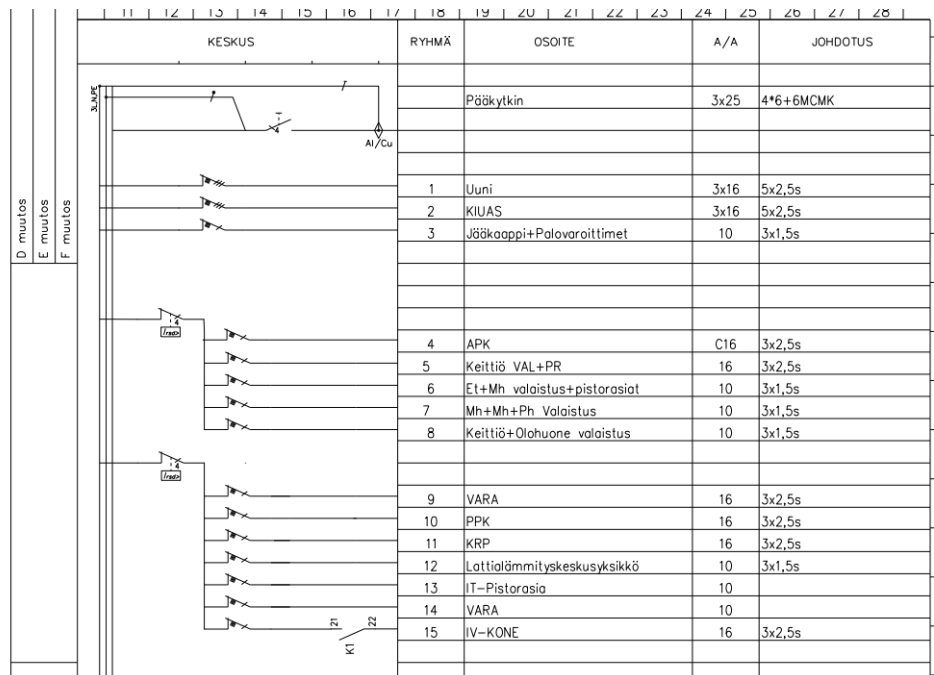 11 12 13 14 15 16 17 18 19 20 21 22 23 24 25 26 27 28
KESKUS RYHMÄ OSOITE A/A JOHDOTUS
3L,N,PE
Pääkytkin 3x25 4*6+6MCMK
4 -1
Al/Cu
1 Uuni 3x16 5x2,5s
2 KIUAS 3x16 5x2,5s
3 Jääkaappi+Palovaroittimet 10 3x1,5s
D muutos
E muutos
F muutos
4
4 APK C16 3x2,5s
5 Keittiö VAL+PR 16 3x2,5s
6 Et+Mh valaistus+pistorasiat 10 3x1,5s
7 Mh+Mh+Ph Valaistus 10 3x1,5s
8 Keittiö+Olohuone valaistus 10 3x1,5s
4
9 VARA 16 3x2,5s
10 PPK 16 3x2,5s
11 KRP 16 3x2,5s
12 Lattialämmityskeskusyksikkö 10 3x1,5s
13 IT-Pistorasia 10
14 VARA 10
21 22
K1
15 IV-KONE 16 3x2,5s